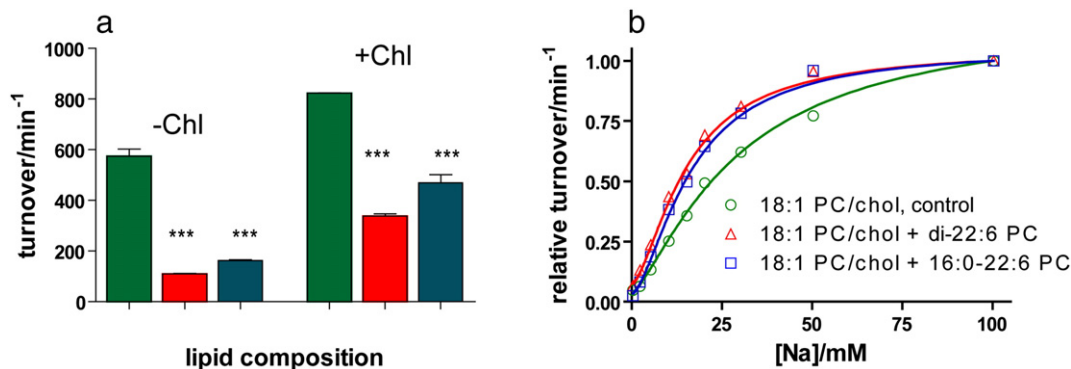 a
b
1000
800
600
400
200
0
turnover/min⁻¹
-Chl
+Chl
***
***
***
***
lipid composition
1.00
0.75
0.50
0.25
0.00
relative turnover/min⁻¹
18:1 PC/chol, control
18:1 PC/chol + di-22:6 PC
18:1 PC/chol + 16:0-22:6 PC
0
25
50
75
100
[Na]/mM